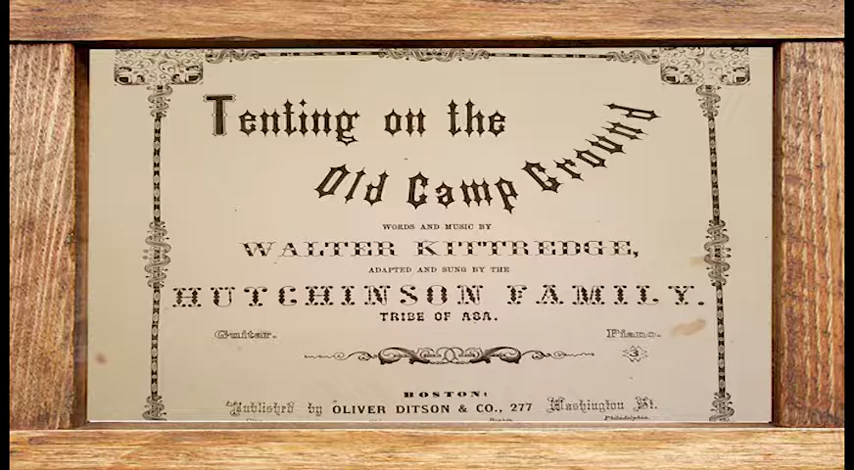 Tenting on the
Old Camp Ground
WORDS AND MUSIC BY
WALTER KITTREDGE,
ADAPTED AND SUNG BY THE
HUTCHINSON FAMILY.
TRIBE OF ASA.
Guitar. Piano.
3
BOSTON:
Published by OLIVER DITSON & CO., 277 Washington St.
Philadelphia.